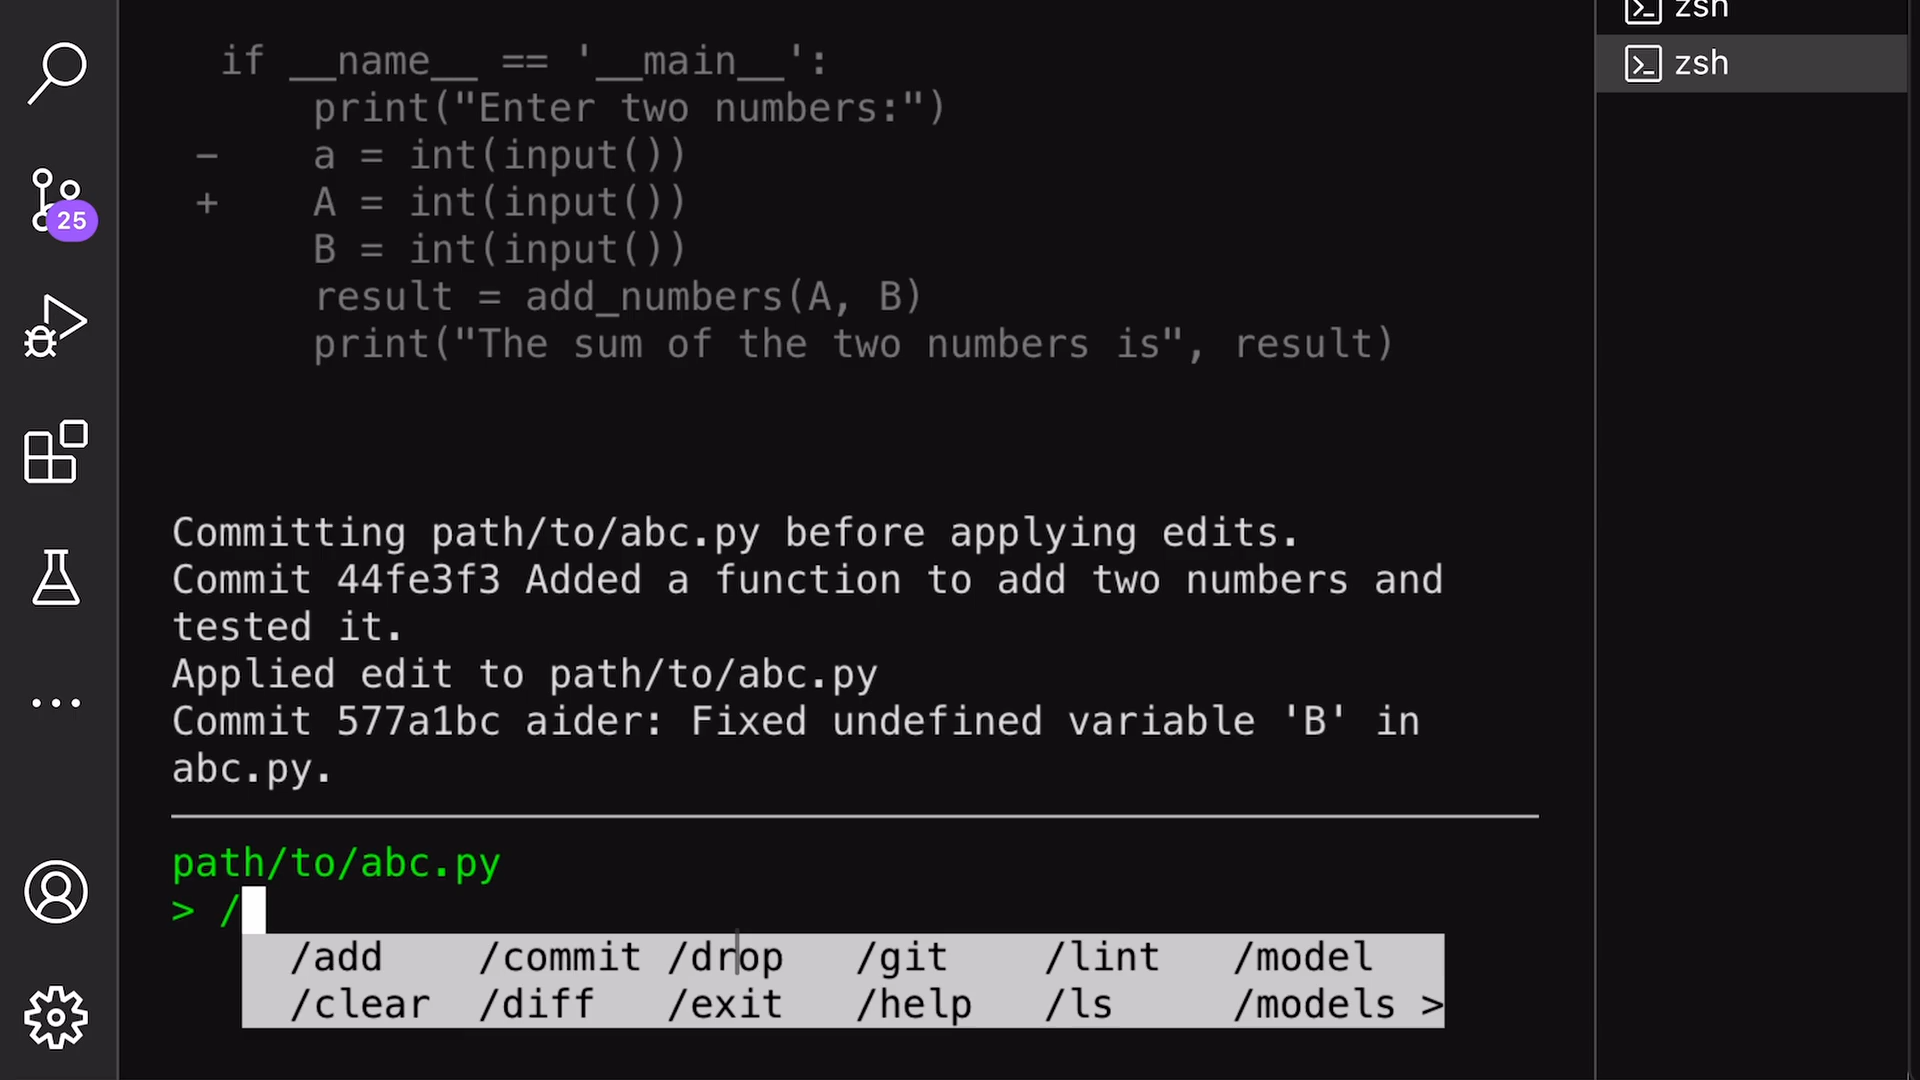 zsh
zsh
25
if __name__ == '__main__':
print("Enter two numbers:")
- a = int(input())
+ A = int(input())
B = int(input())
result = add_numbers(A, B)
print("The sum of the two numbers is", result)
Committing path/to/abc.py before applying edits.
Commit 44fe3f3 Added a function to add two numbers and
tested it.
Applied edit to path/to/abc.py
Commit 577a1bc aider: Fixed undefined variable 'B' in
abc.py.
path/to/abc.py
> /
/add /commit /drop /git /lint /model
/clear /diff /exit /help /ls /models >